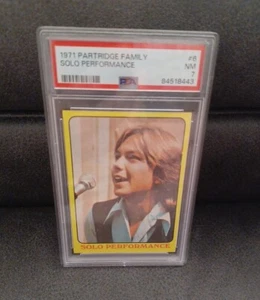 1971 PARTRIDGE FAMILY #8
SOLO PERFORMANCE NM
7
PSA 84518443
SOLO PERFORMANCE